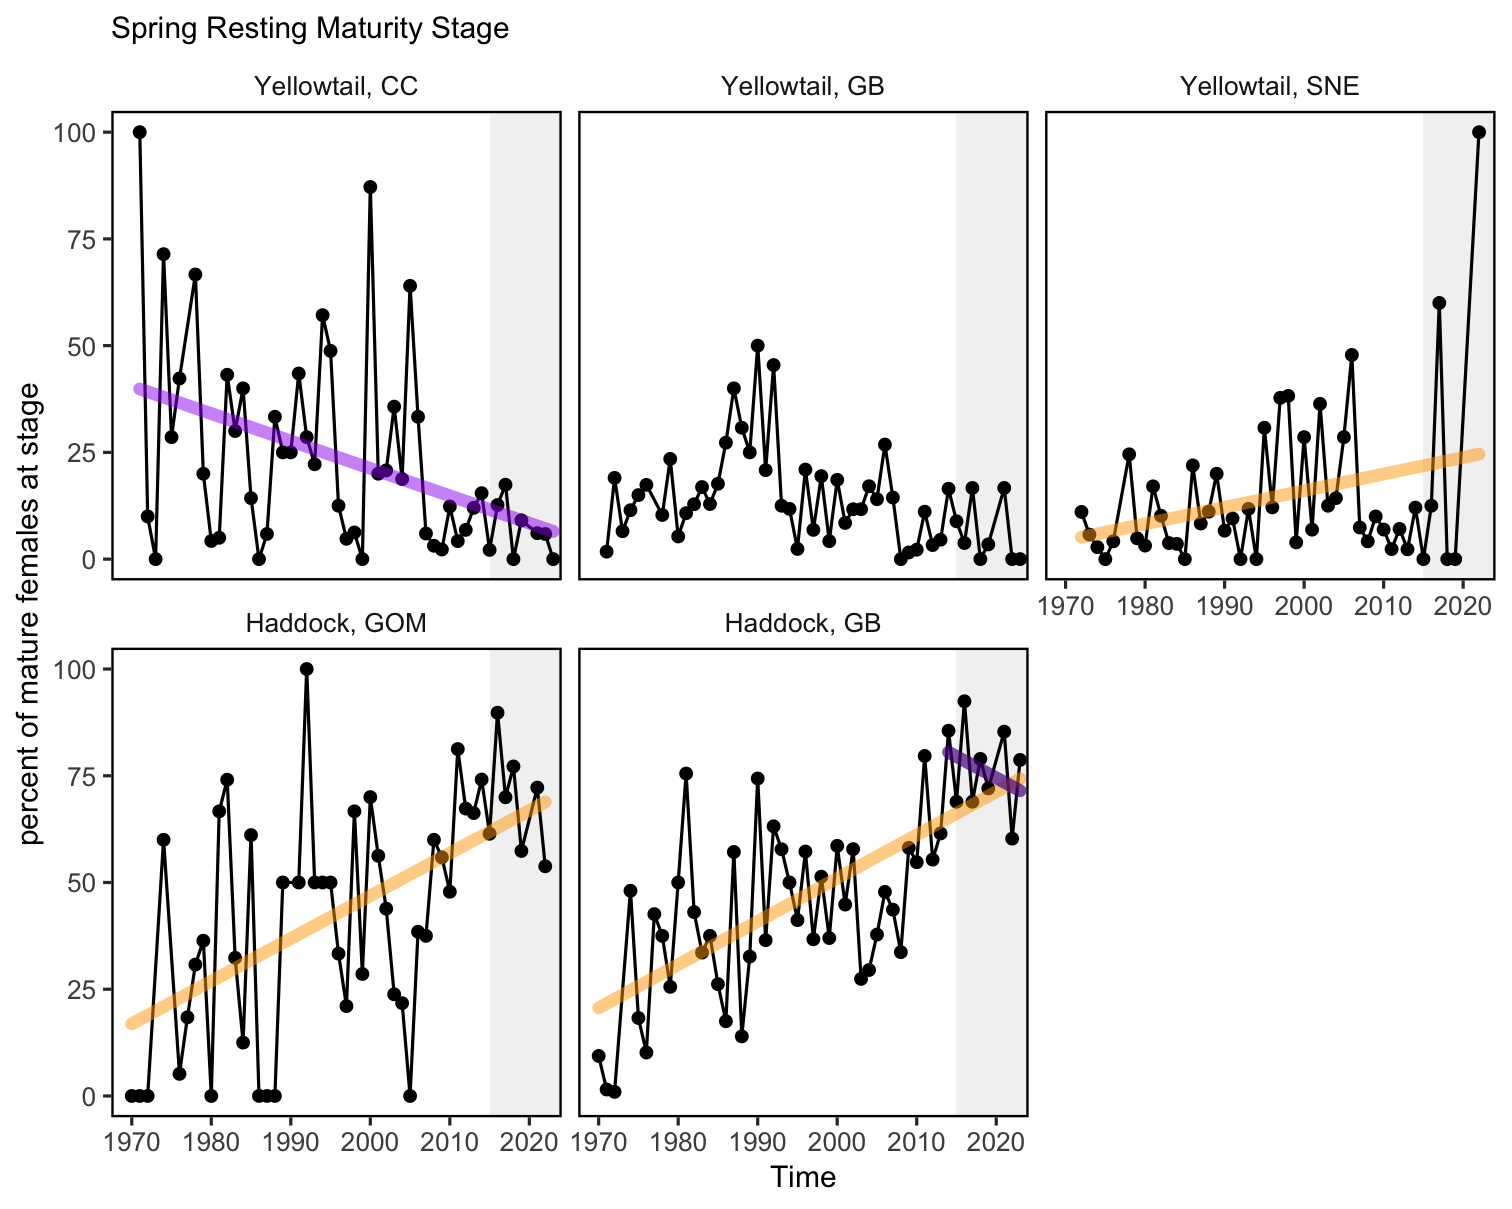 Spring Resting Maturity Stage
Yellowtail, CC
Yellowtail, GB
Yellowtail, SNE
100
75
50
25
0
1970 1980 1990 2000 2010 2020
percent of mature females at stage
Haddock, GOM
Haddock, GB
100
75
50
25
0
1970 1980 1990 2000 2010 2020
1970 1980 1990 2000 2010 2020
Time